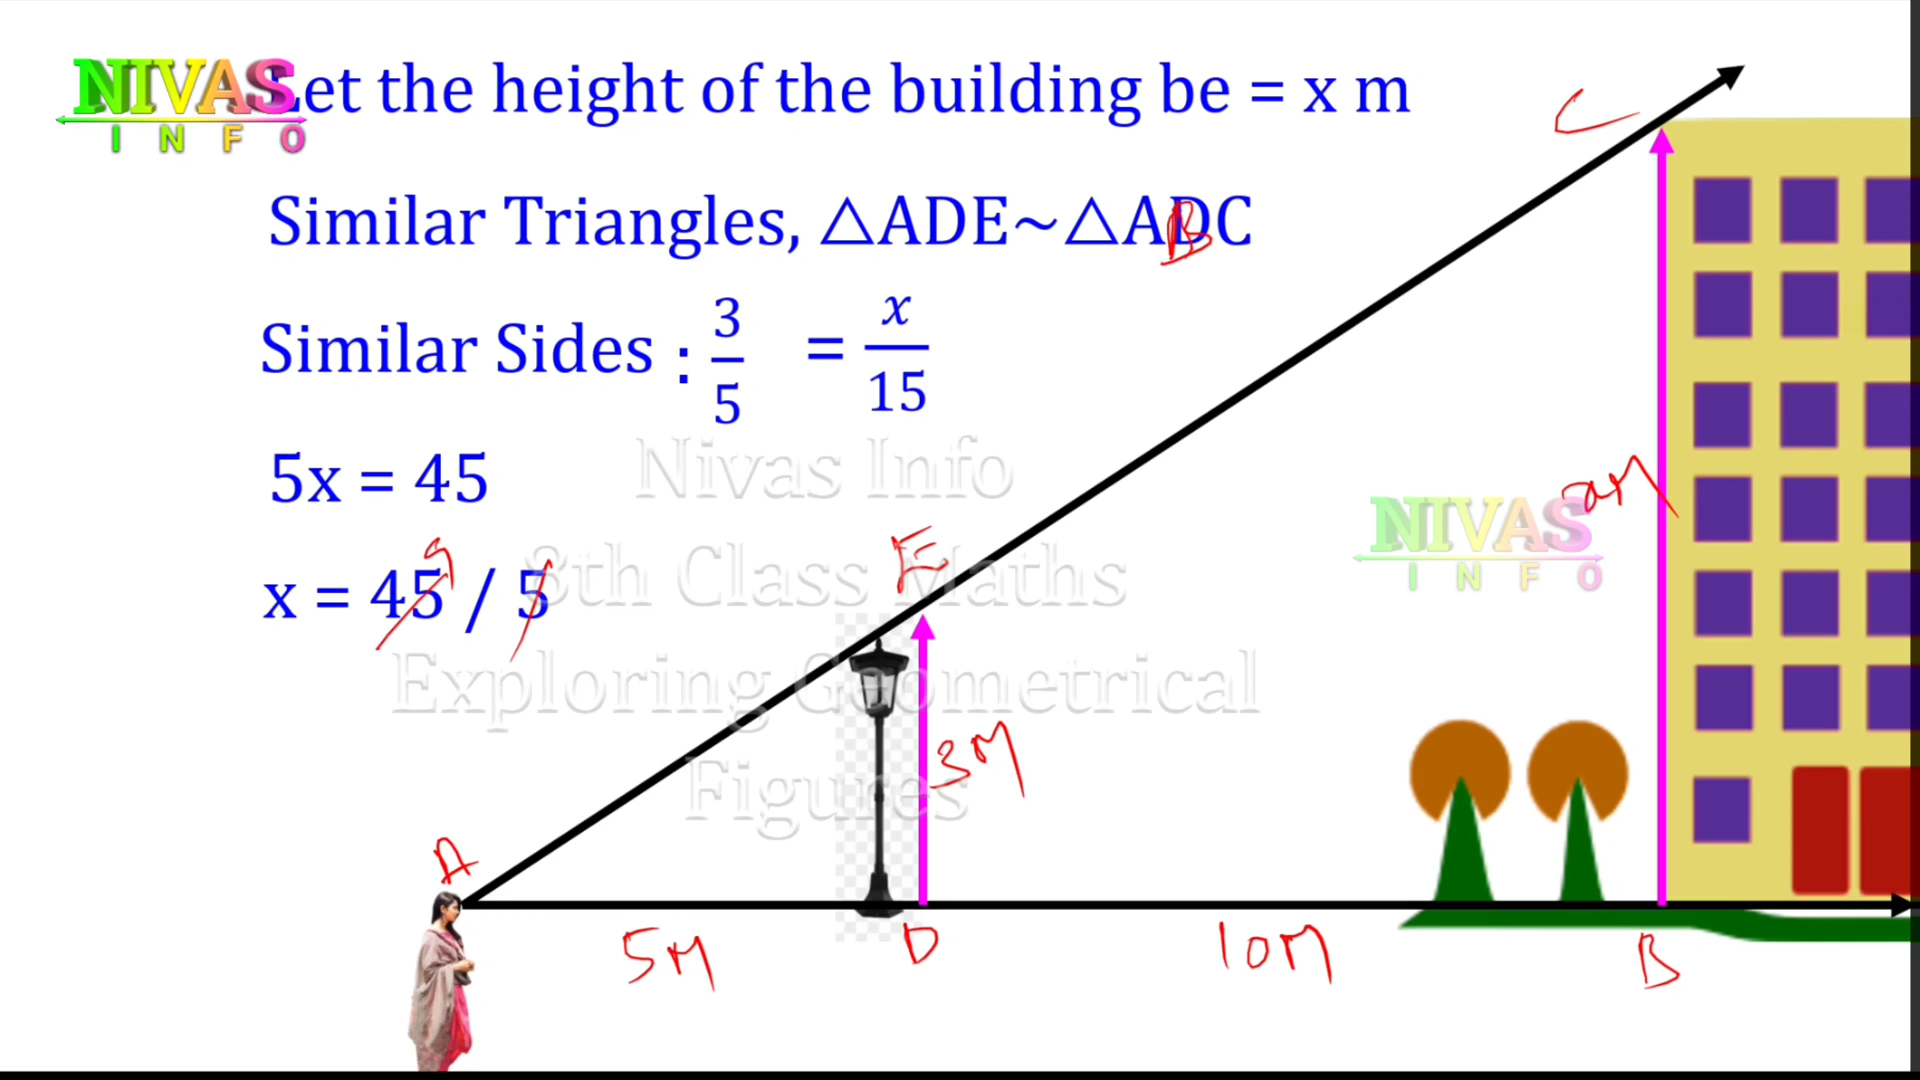 NIVAS
INFO
Let the height of the building be = x m
C
Similar Triangles, △ADE~△ABC
Similar Sides : 3/5 = x/15
5x = 45
Nivas Info
xM
NIVAS
INFO
E
9
x = 45 / 5
8th Class Maths
Exploring Geometrical
3M
Figures
A
5M
D
10M
B